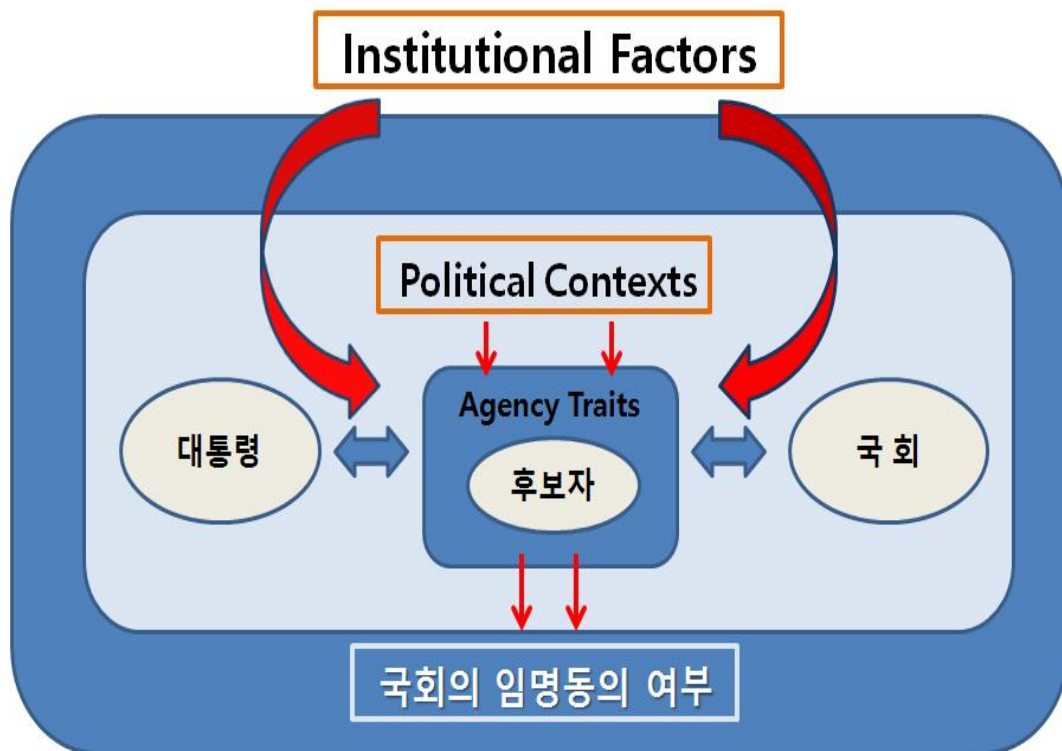 Institutional Factors
Political Contexts
Agency Traits
대통령
후보자
국 회
국회의 임명동의 여부